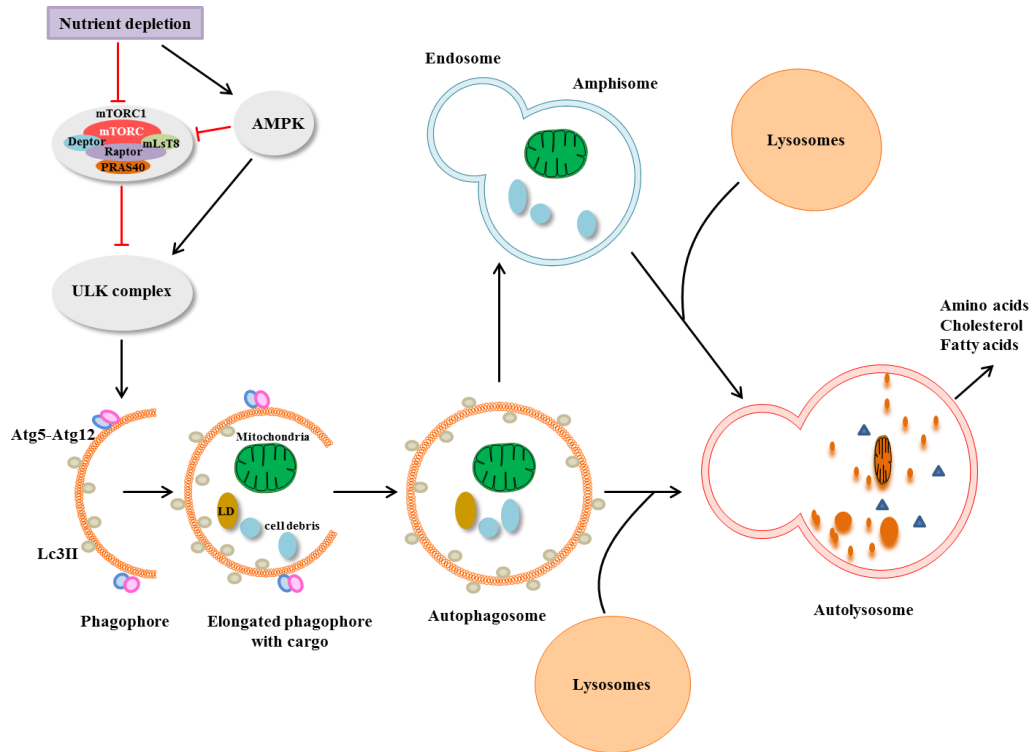 Nutrient depletion
mTORC1
mTORC
Deptor
mLsT8
Raptor
PRAS40
AMPK
ULK complex
Endosome
Amphisome
Lysosomes
Amino acids
Cholesterol
Fatty acids
Atg5-Atg12
Lc3II
Phagophore
Mitochondria
LD
cell debris
Elongated phagophore
with cargo
Autophagosome
Lysosomes
Autolysosome